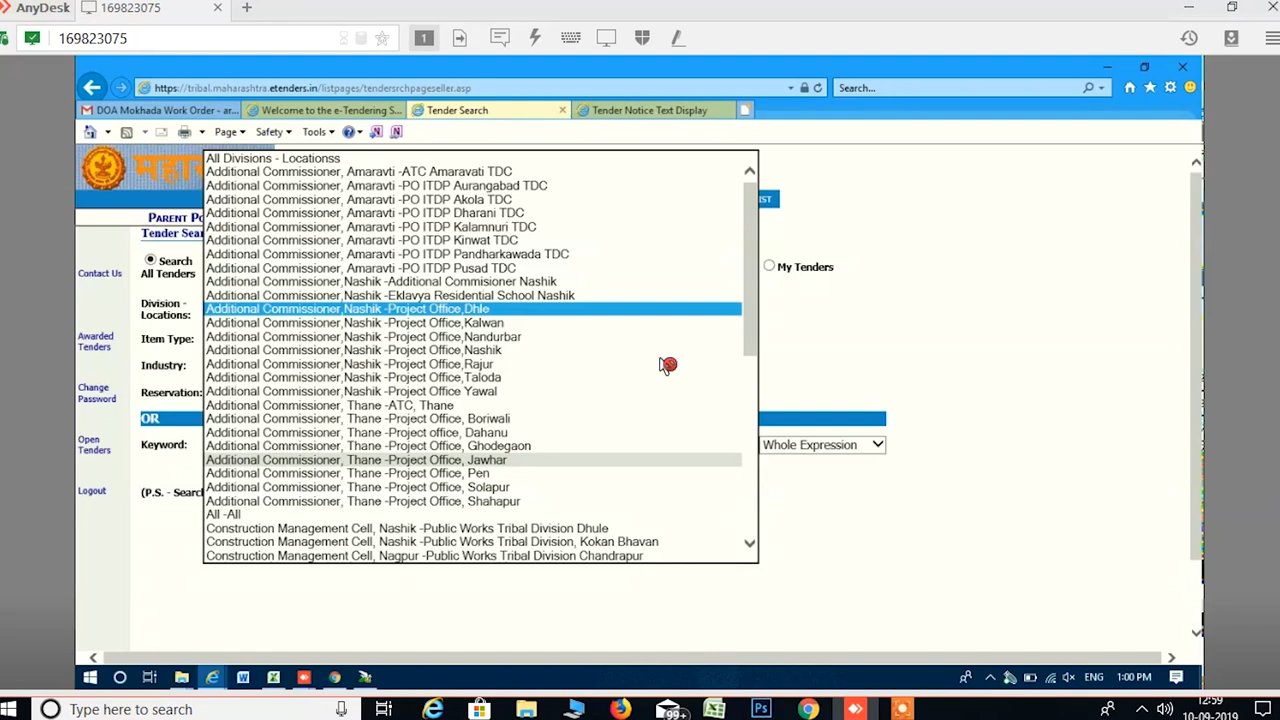 AnyDesk
169823075
169823075
1
https://tribal.maharashtra.etenders.in/listpages/tendersrchpageseller.asp
Search...
DOA Mokhada Work Order - ar...
Welcome to the e-Tendering S...
Tender Search
Tender Notice Text Display
Page
Safety
Tools
All Divisions - Locationss
Additional Commissioner, Amaravti -ATC Amaravati TDC
Additional Commissioner, Amaravti -PO ITDP Aurangabad TDC
Additional Commissioner, Amaravti -PO ITDP Akola TDC
Additional Commissioner, Amaravti -PO ITDP Dharani TDC
Additional Commissioner, Amaravti -PO ITDP Kalamnuri TDC
Additional Commissioner, Amaravti -PO ITDP Kinwat TDC
Additional Commissioner, Amaravti -PO ITDP Pandharkawada TDC
Additional Commissioner, Amaravti -PO ITDP Pusad TDC
Additional Commissioner,Nashik -Additional Commisioner Nashik
Additional Commissioner,Nashik -Eklavya Residential School Nashik
Additional Commissioner,Nashik -Project Office,Dhle
Additional Commissioner,Nashik -Project Office,Kalwan
Additional Commissioner,Nashik -Project Office,Nandurbar
Additional Commissioner,Nashik -Project Office,Nashik
Additional Commissioner,Nashik -Project Office,Rajur
Additional Commissioner,Nashik -Project Office,Taloda
Additional Commissioner,Nashik -Project Office Yawal
Additional Commissioner, Thane -ATC, Thane
Additional Commissioner, Thane -Project Office, Boriwali
Additional Commissioner, Thane -Project office, Dahanu
Additional Commissioner, Thane -Project Office, Ghodegaon
Additional Commissioner, Thane -Project Office, Jawhar
Additional Commissioner, Thane -Project Office, Pen
Additional Commissioner, Thane -Project Office, Solapur
Additional Commissioner, Thane -Project Office, Shahapur
All -All
Construction Management Cell, Nashik -Public Works Tribal Division Dhule
Construction Management Cell, Nashik -Public Works Tribal Division, Kokan Bhavan
Construction Management Cell, Nagpur -Public Works Tribal Division Chandrapur
महा
IST
PARENT PO
Tender Sear
Search
All Tenders
My Tenders
Contact Us
Division -
Locations:
Awarded
Tenders
Item Type:
Industry:
Change
Password
Reservation:
OR
Open
Tenders
Keyword:
Whole Expression
Logout
(P.S. - Search
ENG
1:00 PM
Type here to search
99+
12:59
10-09-2019